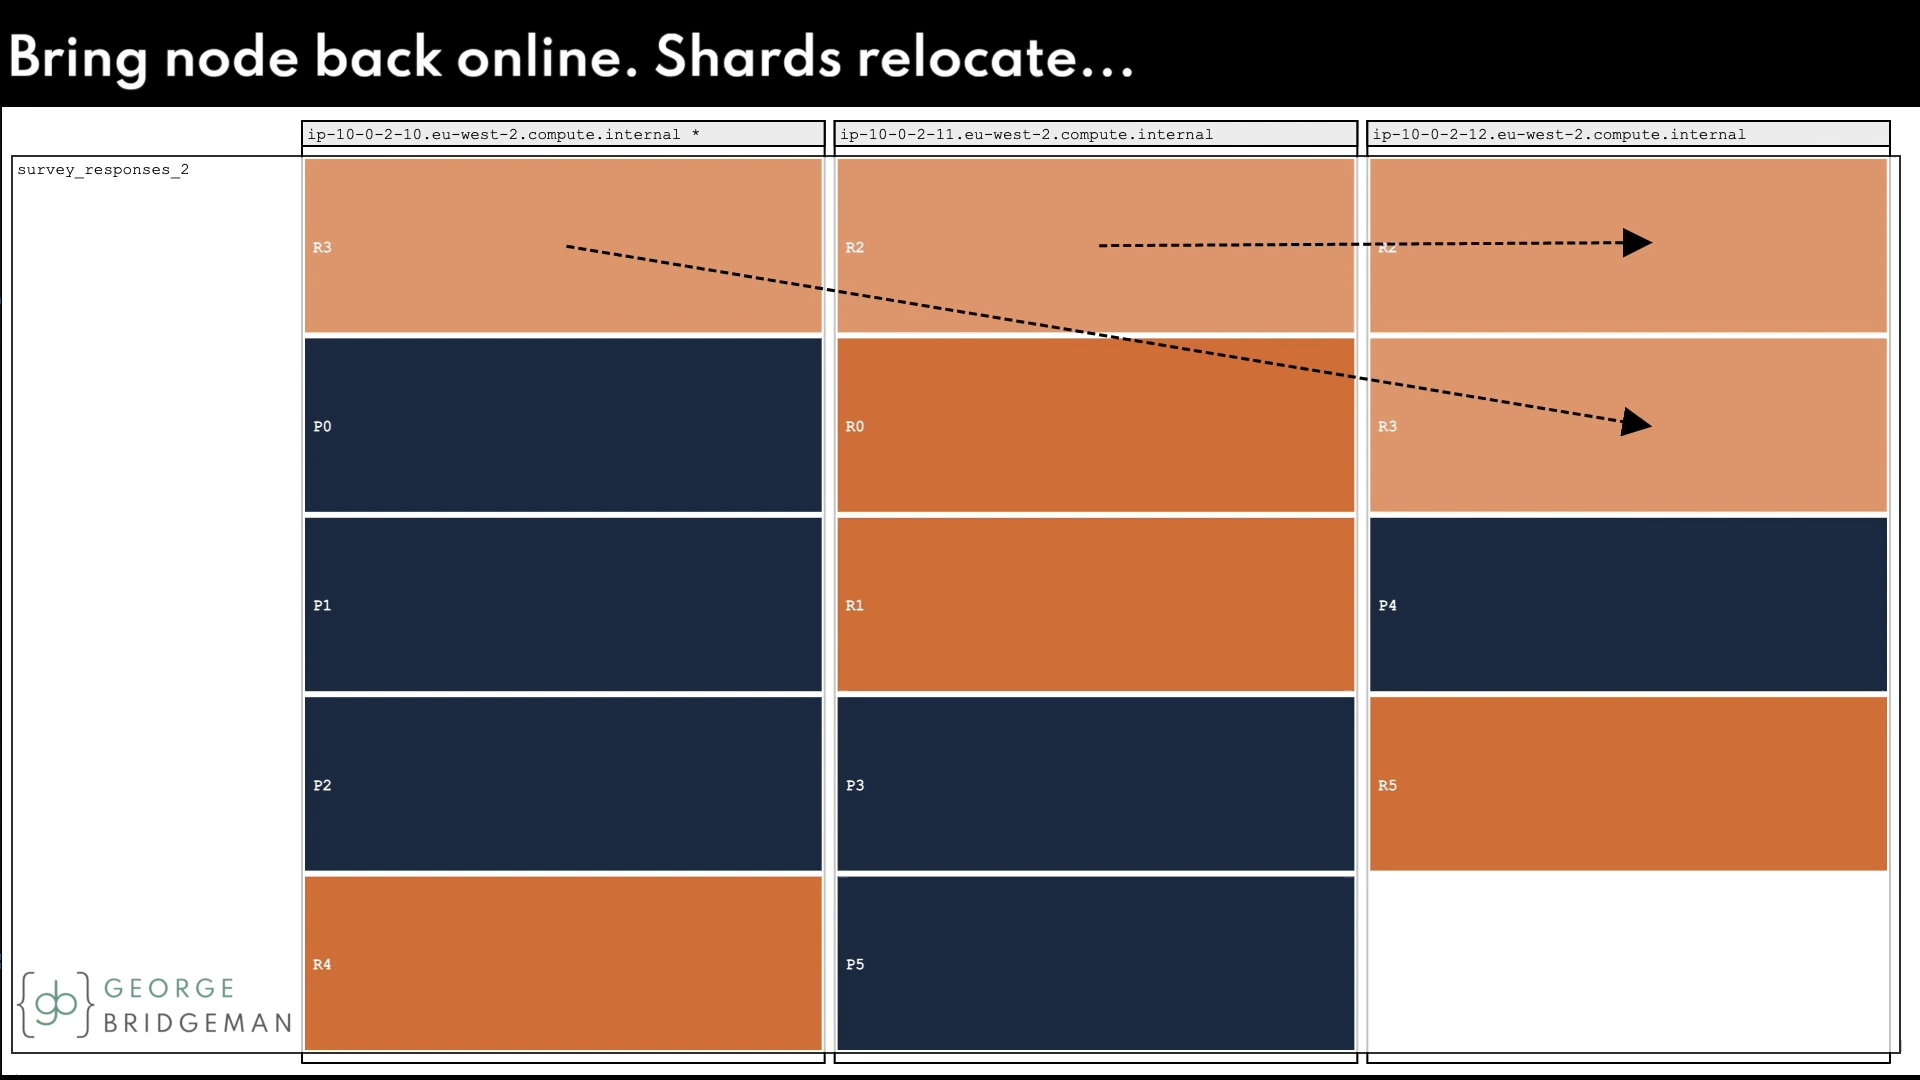 Bring node back online. Shards relocate...
ip-10-0-2-10.eu-west-2.compute.internal *
ip-10-0-2-11.eu-west-2.compute.internal
ip-10-0-2-12.eu-west-2.compute.internal
survey_responses_2
R3
R2
R2
P0
R0
R3
P1
R1
P4
P2
P3
R5
R4
P5
{gb}
GEORGE
BRIDGEMAN